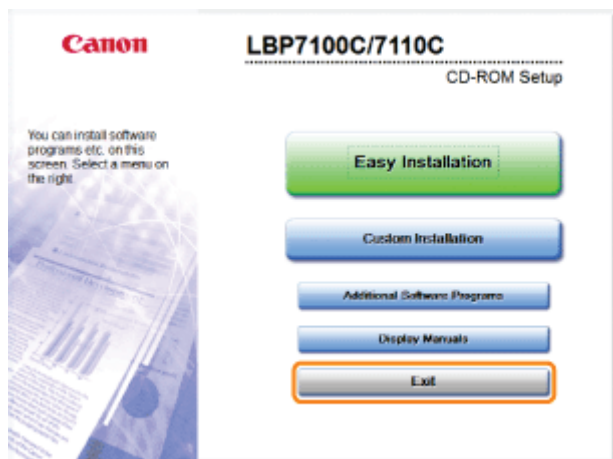 Canon
LBP7100C/7110C
CD-ROM Setup
You can install software
programs etc. on this
screen. Select a menu on
the right.
Easy Installation
Custom Installation
Additional Software Programs
Display Manuals
Exit